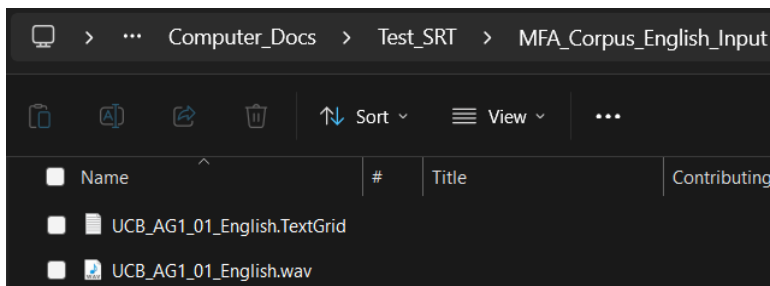 > ··· Computer_Docs > Test_SRT > MFA_Corpus_English_Input
Sort View ···
Name # Title Contributing
UCB_AG1_01_English.TextGrid
UCB_AG1_01_English.wav